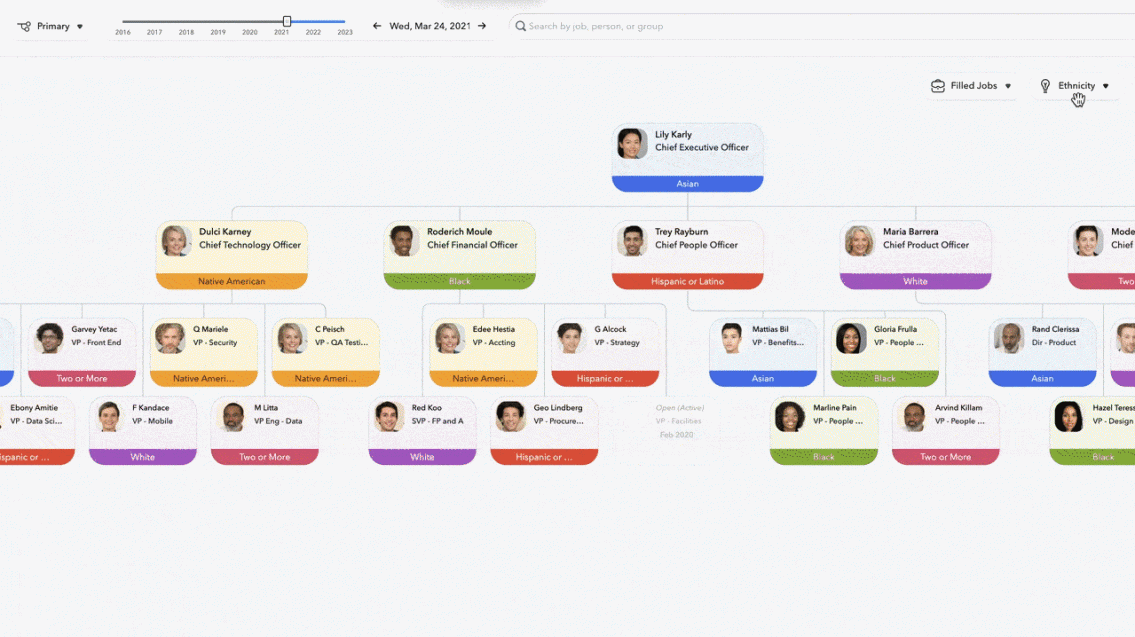 Primary
2016 2017 2018 2019 2020 2021 2022 2023
Wed, Mar 24, 2021
Search by job, person, or group
Filled Jobs
Ethnicity
Lily Karly
Chief Executive Officer
Asian
Dulci Karney
Chief Technology Officer
Native American
Roderich Moule
Chief Financial Officer
Black
Trey Rayburn
Chief People Officer
Hispanic or Latino
Maria Barrera
Chief Product Officer
White
Mode
Chief
Two
Garvey Yetac
VP - Front End
Two or More
Q Mariele
VP - Security
Native Ameri...
C Peisch
VP - QA Testi...
Native Ameri...
Edee Hestia
VP - Accting
Native Ameri...
G Alcock
VP - Strategy
Hispanic or ...
Mattias Bil
VP - Benefits...
Asian
Gloria Frulla
VP - People ...
Black
Rand Clerissa
Dir - Product
Asian
Ebony Amitie
VP - Data Sci...
ispanic or ...
F Kandace
VP - Mobile
White
M Litta
VP Eng - Data
Two or More
Red Koo
SVP - FP and A
White
Geo Lindberg
VP - Procure...
Hispanic or ...
Open (Active)
VP - Facilities
Feb 2020
Marline Pain
VP - People ...
Black
Arvind Killam
VP - People ...
Two or More
Hazel Teress
VP - Design
Black